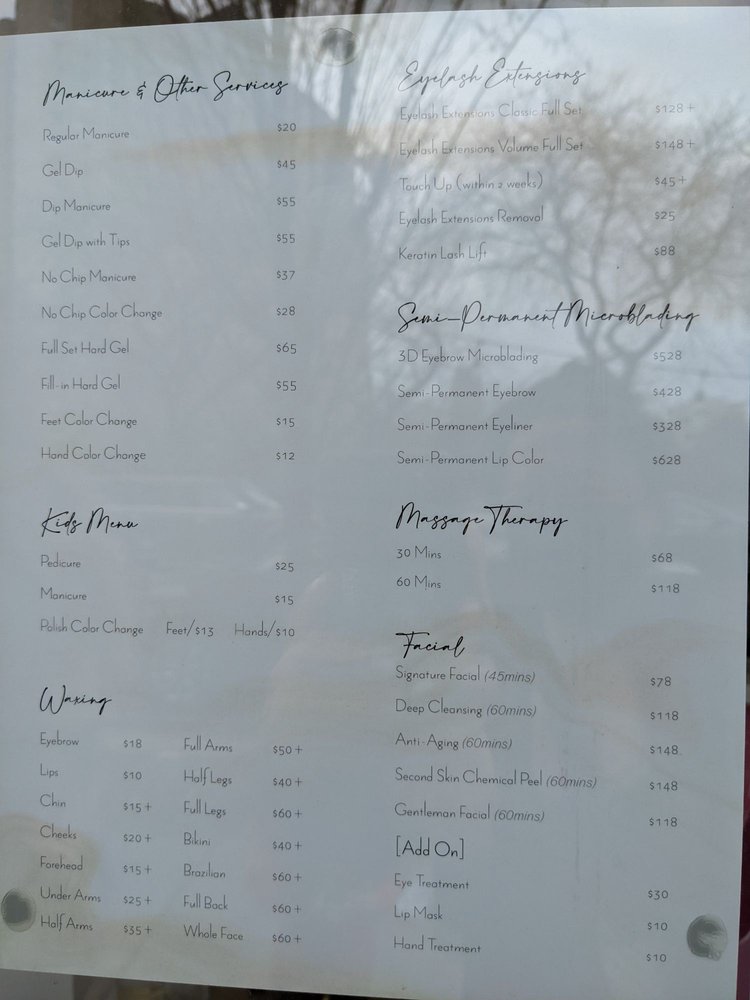 Manicure & Other Services
Regular Manicure $20
Gel Dip $45
Dip Manicure $55
Gel Dip with Tips $55
No Chip Manicure $37
No Chip Color Change $28
Full Set Hard Gel $65
Fill-in Hard Gel $55
Feet Color Change $15
Hand Color Change $12
Kids Menu
Pedicure $25
Manicure $15
Polish Color Change Feet/$13 Hands/$10
Waxing
Eyebrow $18 Full Arms $50+
Lips $10 Half Legs $40+
Chin $15+ Full Legs $60+
Cheeks $20+ Bikini $40+
Forehead $15+ Brazilian $60+
Under Arms $25+ Full Back $60+
Half Arms $35+ Whole Face $60+
Eyelash Extensions
Eyelash Extensions Classic Full Set $128+
Eyelash Extensions Volume Full Set $148+
Touch Up (within 2 weeks) $45+
Eyelash Extensions Removal $25
Keratin Lash Lift $88
Semi-Permanent Microblading
3D Eyebrow Microblading $528
Semi-Permanent Eyebrow $428
Semi-Permanent Eyeliner $328
Semi-Permanent Lip Color $628
Massage Therapy
30 Mins $68
60 Mins $118
Facial
Signature Facial (45mins) $78
Deep Cleansing (60mins) $118
Anti-Aging (60mins) $148
Second Skin Chemical Peel (60mins) $148
Gentleman Facial (60mins) $118
[Add On]
Eye Treatment $30
Lip Mask $10
Hand Treatment $10